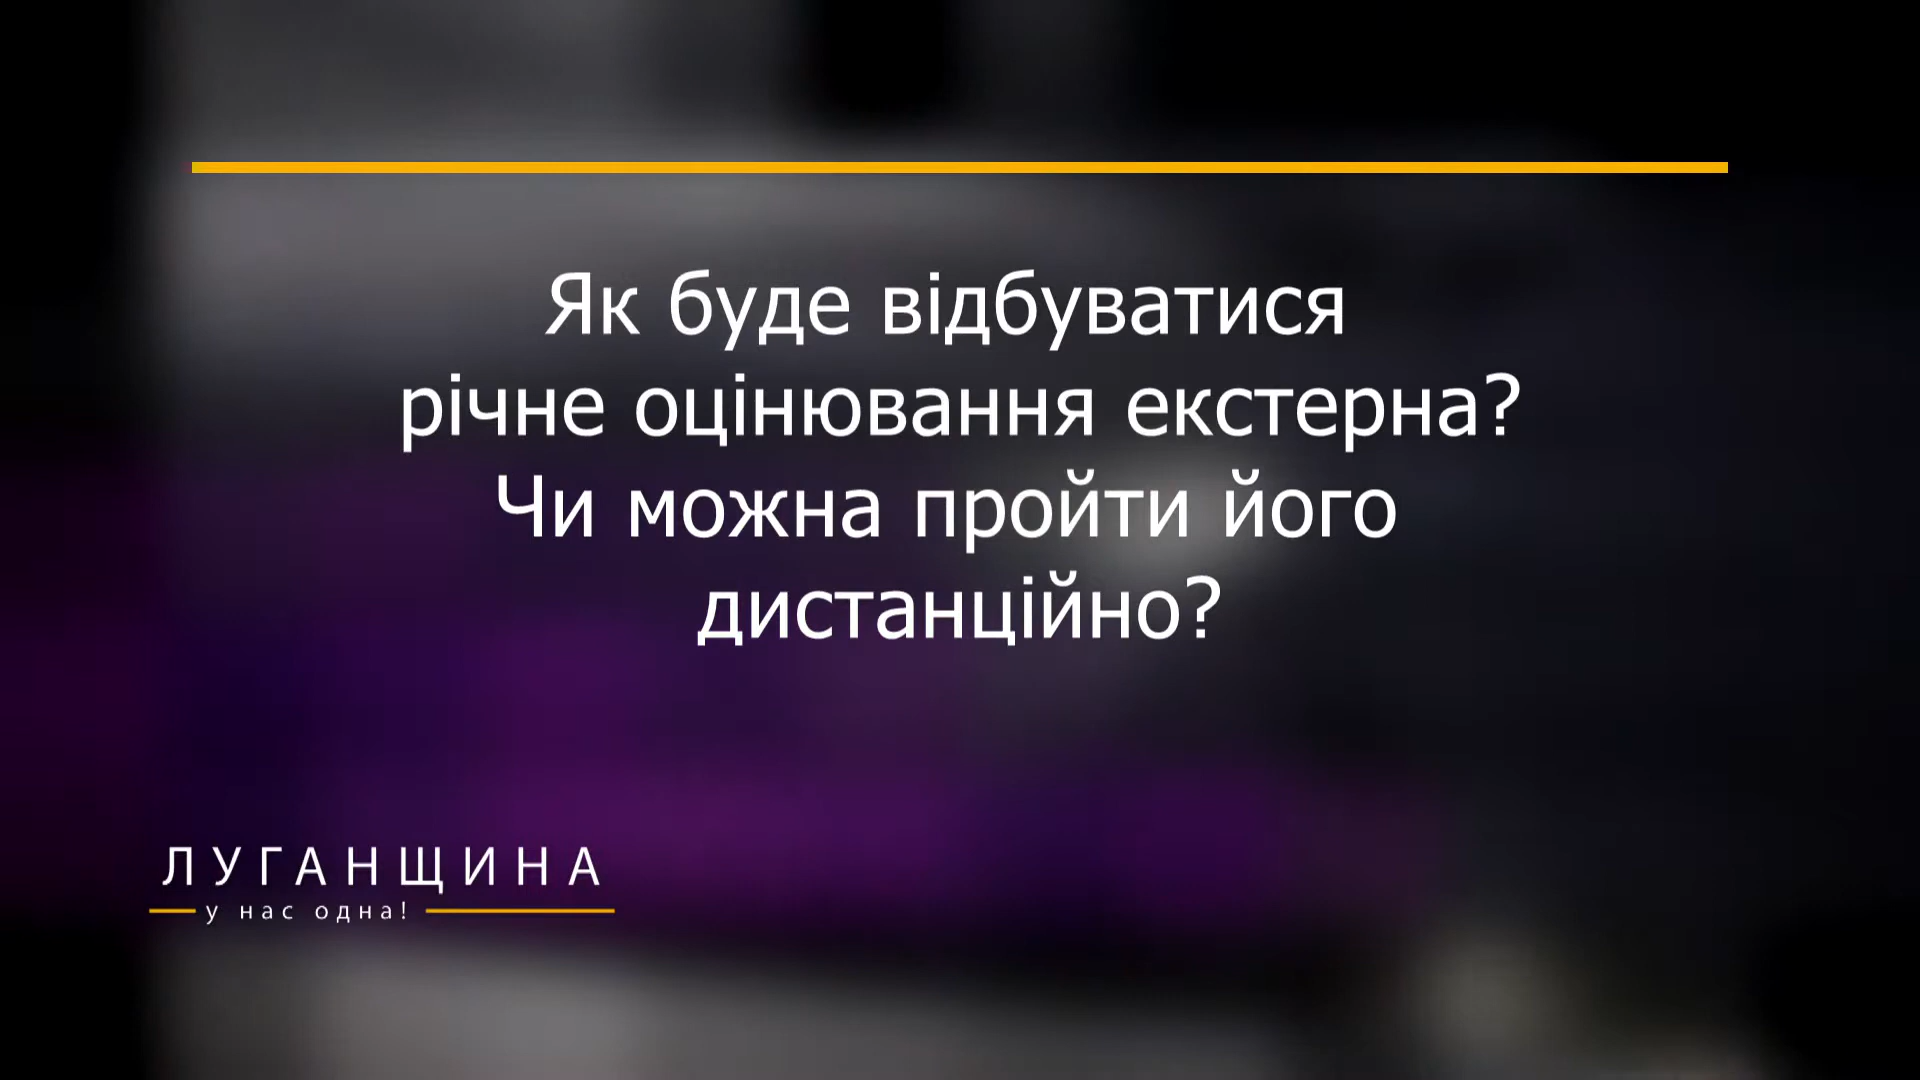 Як буде відбуватися
річне оцінювання екстерна?
Чи можна пройти його
дистанційно?
ЛУГАНЩИНА
у нас одна!